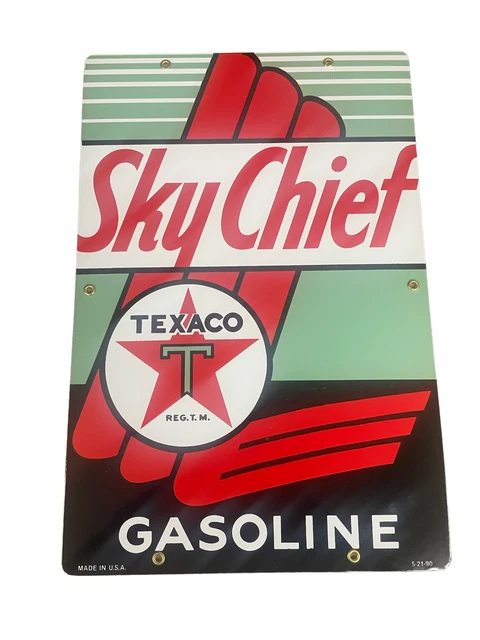 Sky Chief
TEXACO
T
REG. T. M.
GASOLINE
MADE IN U.S.A. 5-21-90